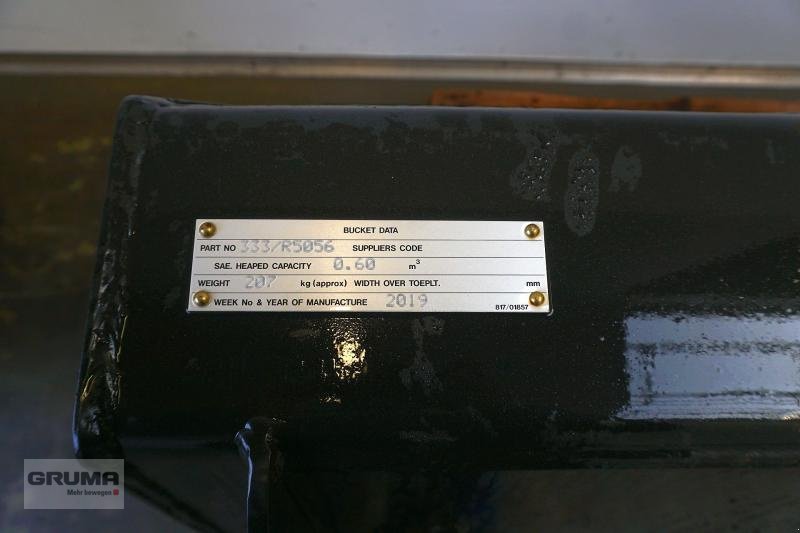 BUCKET DATA
PART NO 333/R5056 SUPPLIERS CODE
SAE. HEAPED CAPACITY 0.60 m³
WEIGHT 207 kg (approx) WIDTH OVER TOEPLT. mm
WEEK No & YEAR OF MANUFACTURE 2019
817/01857
GRUMA
Mehr bewegen